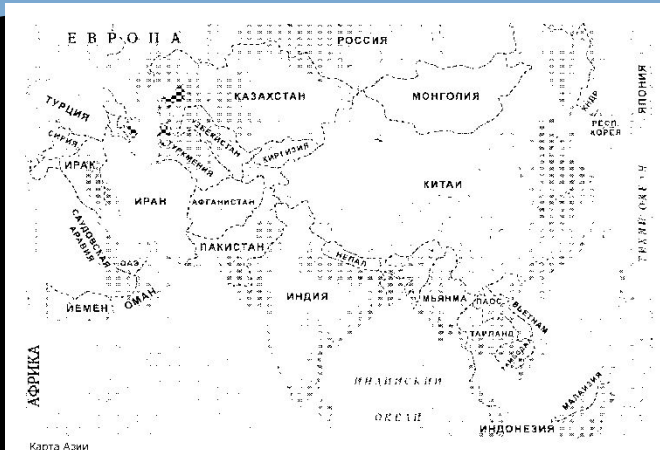 ЕВРОПА
РОССИЯ
КАЗАХСТАН
МОНГОЛИЯ
ЯПОНИЯ
ТУРЦИЯ
КНДР
РЕСП.
КОРЕЯ
СИРИЯ
УЗБЕКИСТАН
ТУРКМЕНИЯ
КИРГИЗИЯ
ИРАК
ИРАН
АФГАНИСТАН
КИТАЙ
САУДОВСКАЯ
АРАВИЯ
ПАКИСТАН
НЕПАЛ
ОАЭ
ОМАН
ЙЕМЕН
ИНДИЯ
МЬЯНМА
ЛАОС
ВЬЕТНАМ
ТАИЛАНД
АФРИКА
ИНДИЙСКИЙ
ОКЕАН
МАЛАЙЗИЯ
ИНДОНЕЗИЯ
Карта Азии